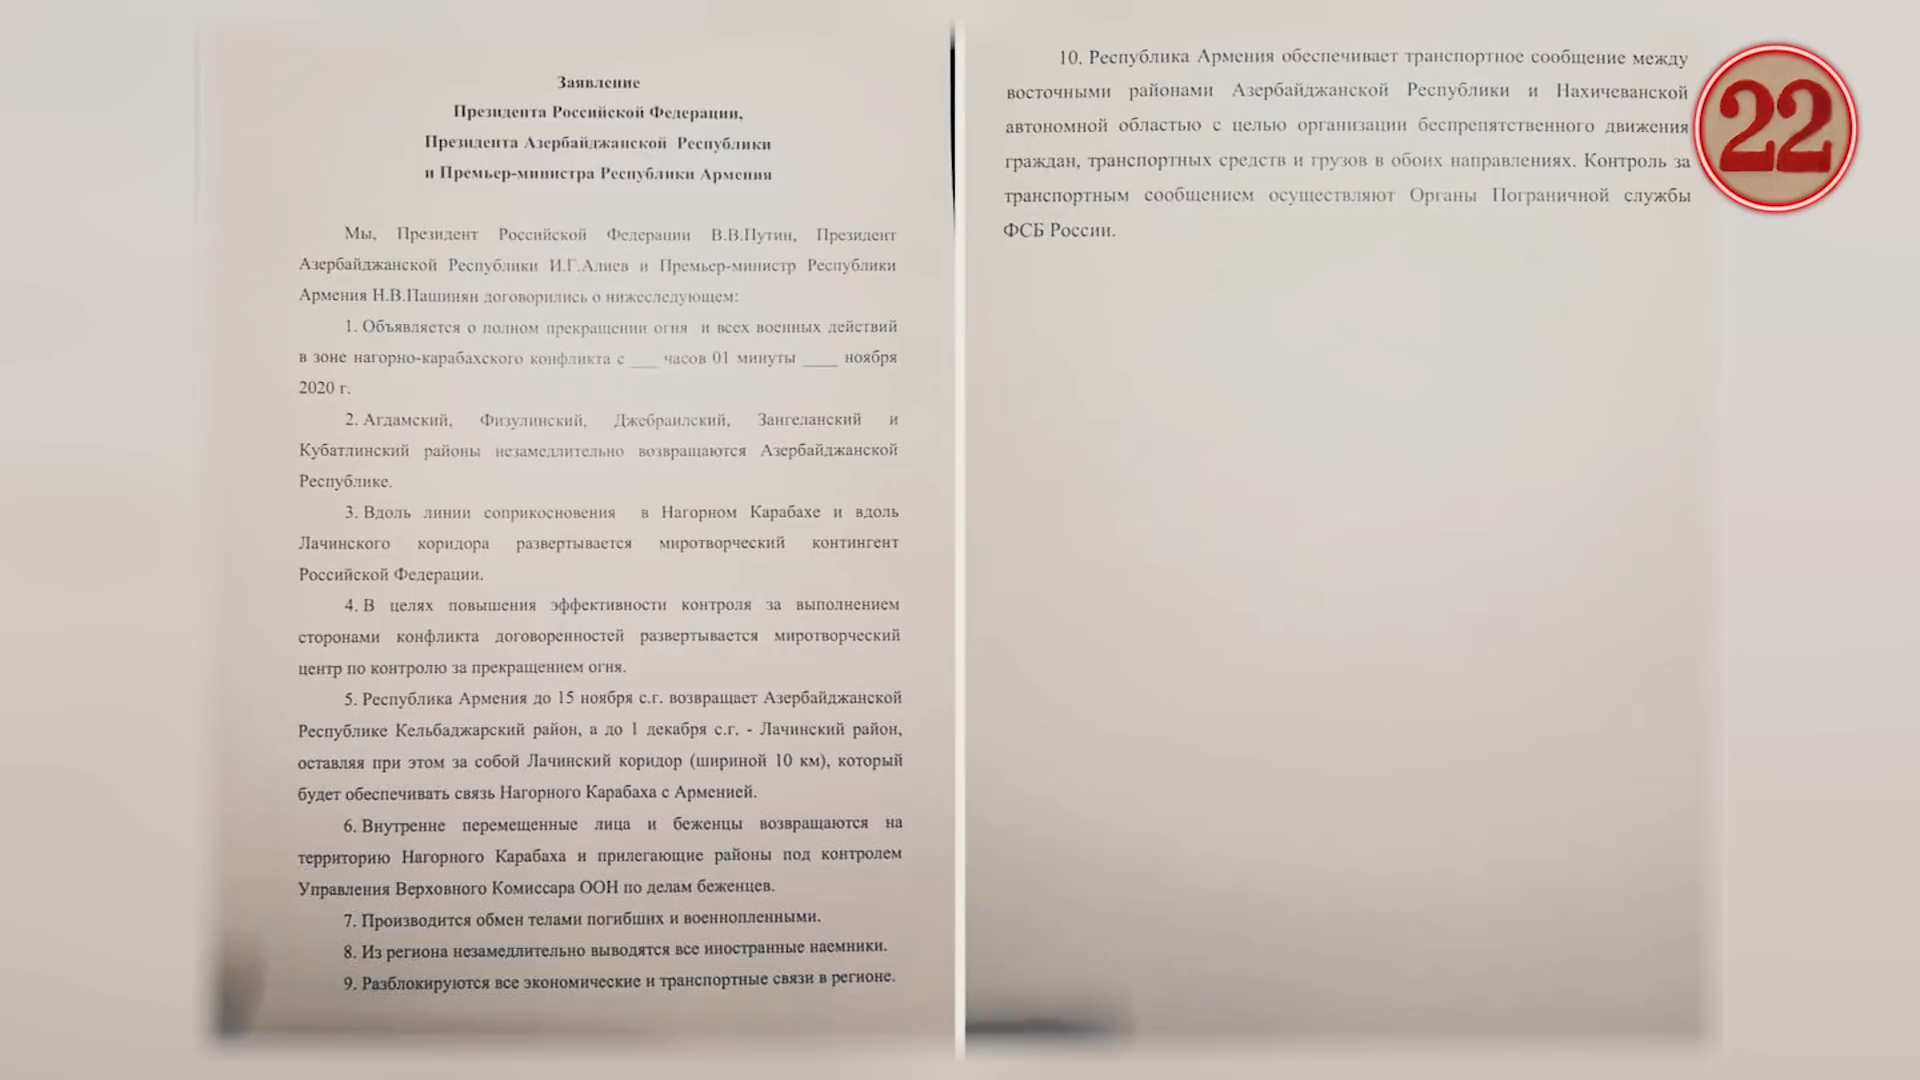 Заявление
Президента Российской Федерации,
Президента Азербайджанской Республики
и Премьер-министра Республики Армения
Мы, Президент Российской Федерации В.В.Путин, Президент
Азербайджанской Республики И.Г.Алиев и Премьер-министр Республики
Армения Н.В.Пашинян договорились о нижеследующем:
1. Объявляется о полном прекращении огня и всех военных действий
в зоне нагорно-карабахского конфликта с ___ часов 01 минуты ____ ноября
2020 г.
2. Агдамский, Физулинский, Джебраилский, Зангеланский и
Кубатлинский районы незамедлительно возвращаются Азербайджанской
Республике.
3. Вдоль линии соприкосновения в Нагорном Карабахе и вдоль
Лачинского коридора развертывается миротворческий контингент
Российской Федерации.
4. В целях повышения эффективности контроля за выполнением
сторонами конфликта договоренностей развертывается миротворческий
центр по контролю за прекращением огня.
5. Республика Армения до 15 ноября с.г. возвращает Азербайджанской
Республике Кельбаджарский район, а до 1 декабря с.г. - Лачинский район,
оставляя при этом за собой Лачинский коридор (шириной 10 км), который
будет обеспечивать связь Нагорного Карабаха с Арменией.
6. Внутренне перемещенные лица и беженцы возвращаются на
территорию Нагорного Карабаха и прилегающие районы под контролем
Управления Верховного Комиссара ООН по делам беженцев.
7. Производится обмен телами погибших и военнопленными.
8. Из региона незамедлительно выводятся все иностранные наемники.
9. Разблокируются все экономические и транспортные связи в регионе.
10. Республика Армения обеспечивает транспортное сообщение между
восточными районами Азербайджанской Республики и Нахичеванской
автономной областью с целью организации беспрепятственного движения
граждан, транспортных средств и грузов в обоих направлениях. Контроль за
транспортным сообщением осуществляют Органы Пограничной службы
ФСБ России.
22